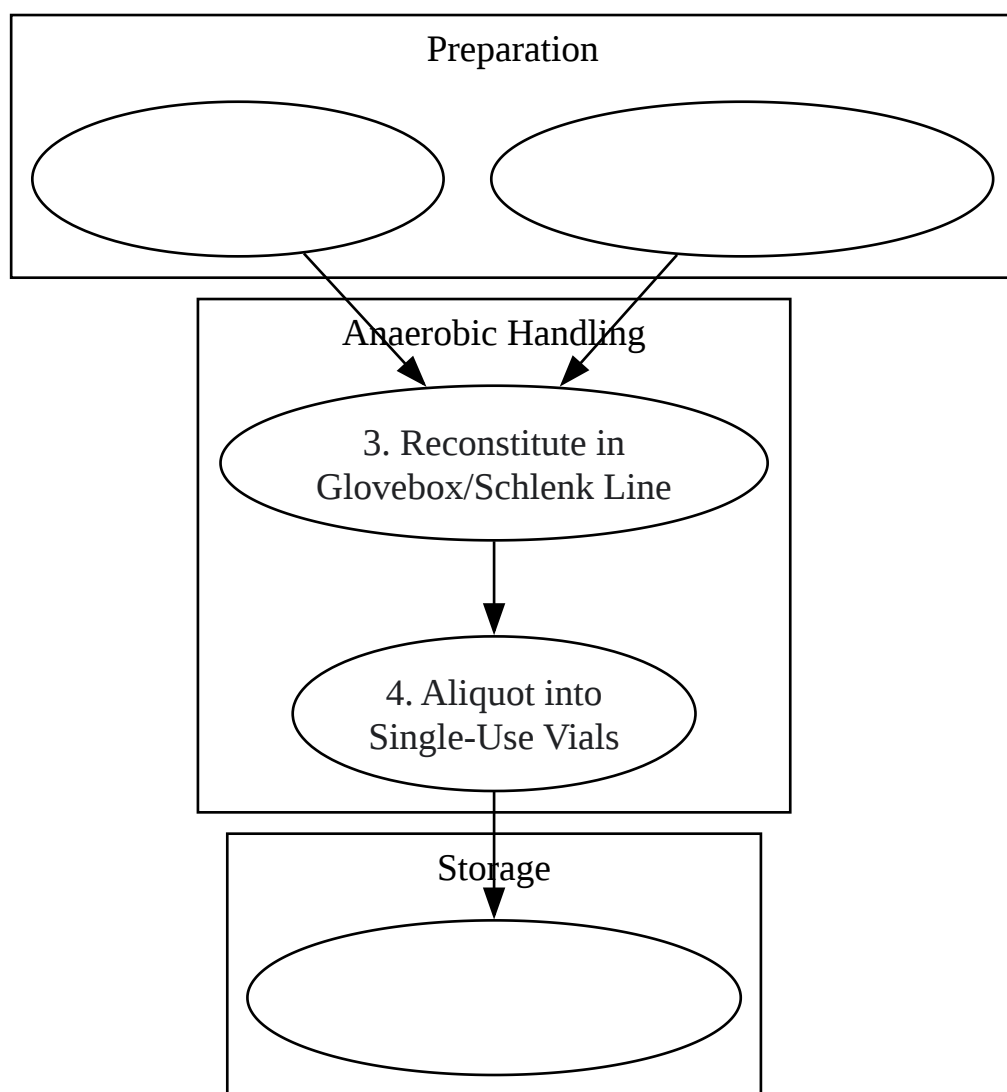 Preparation
Anaerobic Handling
3. Reconstitute in
Glovebox/Schlenk Line
4. Aliquot into
Single-Use Vials
Storage